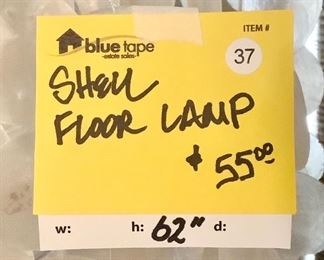 blue tape
-estate sales-
ITEM #
37
SHELL
FLOOR LAMP
$ 55.00
w: h: 62" d: